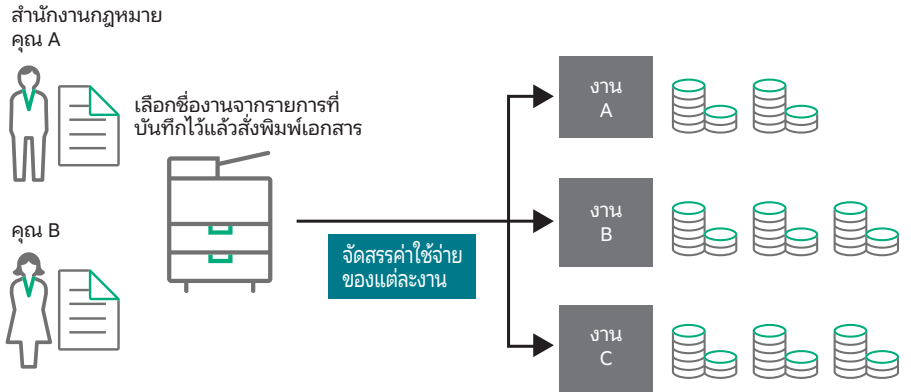 สำนักงานกฎหมาย
คุณ A
เลือกชื่องานจากรายการที่
บันทึกไว้แล้วสั่งพิมพ์เอกสาร
คุณ B
จัดสรรค่าใช้จ่าย
ของแต่ละงาน
งาน
A
งาน
B
งาน
C